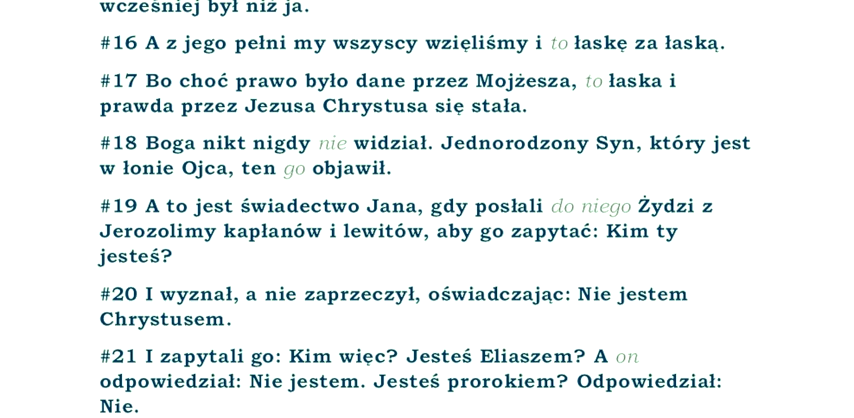 wcześniej był niż ja.
#16 A z jego pełni my wszyscy wzięliśmy i to łaskę za łaską.
#17 Bo choć prawo było dane przez Mojżesza, to łaska i
prawda przez Jezusa Chrystusa się stała.
#18 Boga nikt nigdy nie widział. Jednorodzony Syn, który jest
w łonie Ojca, ten go objawił.
#19 A to jest świadectwo Jana, gdy posłali do niego Żydzi z
Jerozolimy kapłanów i lewitów, aby go zapytać: Kim ty
jesteś?
#20 I wyznał, a nie zaprzeczył, oświadczając: Nie jestem
Chrystusem.
#21 I zapytali go: Kim więc? Jesteś Eliaszem? A on
odpowiedział: Nie jestem. Jesteś prorokiem? Odpowiedział:
Nie.